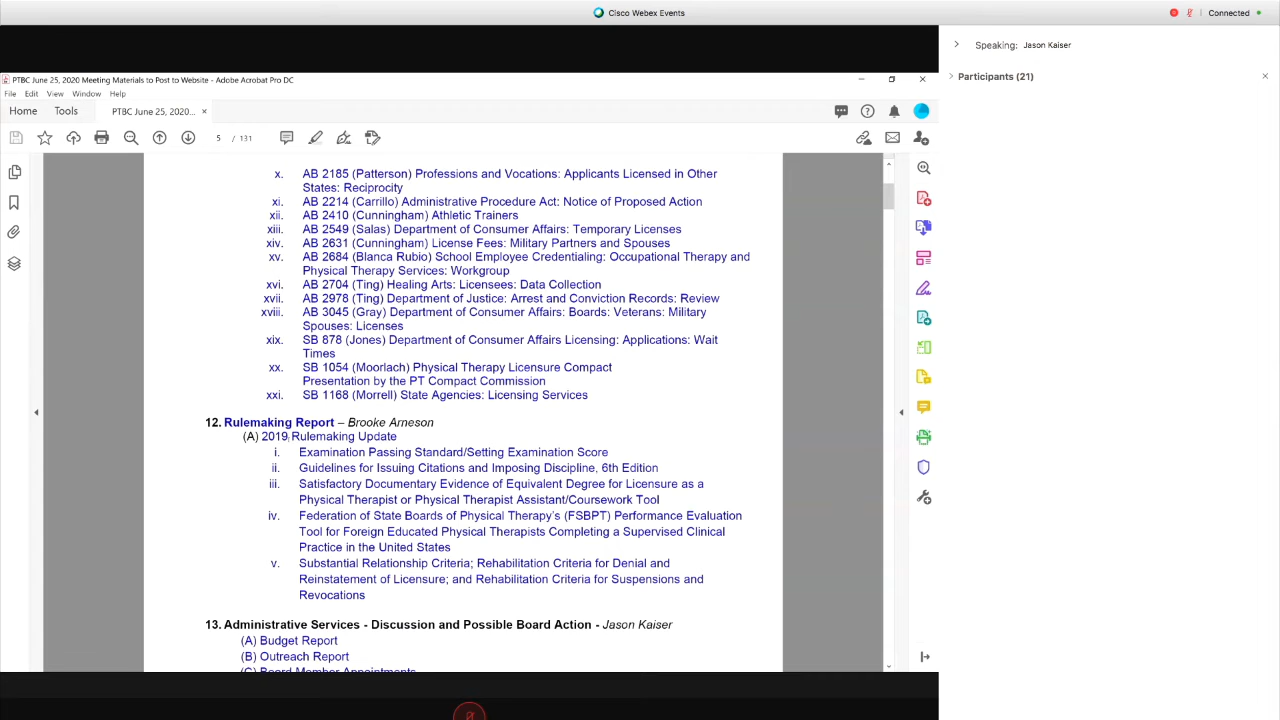 Cisco Webex Events
Connected
Speaking: Jason Kaiser
Participants (21)
PTBC June 25, 2020 Meeting Materials to Post to Website - Adobe Acrobat Pro DC
File Edit View Window Help
Home Tools PTBC June 25, 2020... ×
5 / 131
x. AB 2185 (Patterson) Professions and Vocations: Applicants Licensed in Other
States: Reciprocity
xi. AB 2214 (Carrillo) Administrative Procedure Act: Notice of Proposed Action
xii. AB 2410 (Cunningham) Athletic Trainers
xiii. AB 2549 (Salas) Department of Consumer Affairs: Temporary Licenses
xiv. AB 2631 (Cunningham) License Fees: Military Partners and Spouses
xv. AB 2684 (Blanca Rubio) School Employee Credentialing: Occupational Therapy and
Physical Therapy Services: Workgroup
xvi. AB 2704 (Ting) Healing Arts: Licensees: Data Collection
xvii. AB 2978 (Ting) Department of Justice: Arrest and Conviction Records: Review
xviii. AB 3045 (Gray) Department of Consumer Affairs: Boards: Veterans: Military
Spouses: Licenses
xix. SB 878 (Jones) Department of Consumer Affairs Licensing: Applications: Wait
Times
xx. SB 1054 (Moorlach) Physical Therapy Licensure Compact
Presentation by the PT Compact Commission
xxi. SB 1168 (Morrell) State Agencies: Licensing Services
12. Rulemaking Report – Brooke Arneson
(A) 2019 Rulemaking Update
i. Examination Passing Standard/Setting Examination Score
ii. Guidelines for Issuing Citations and Imposing Discipline, 6th Edition
iii. Satisfactory Documentary Evidence of Equivalent Degree for Licensure as a
Physical Therapist or Physical Therapist Assistant/Coursework Tool
iv. Federation of State Boards of Physical Therapy's (FSBPT) Performance Evaluation
Tool for Foreign Educated Physical Therapists Completing a Supervised Clinical
Practice in the United States
v. Substantial Relationship Criteria; Rehabilitation Criteria for Denial and
Reinstatement of Licensure; and Rehabilitation Criteria for Suspensions and
Revocations
13. Administrative Services - Discussion and Possible Board Action - Jason Kaiser
(A) Budget Report
(B) Outreach Report
(C) Board Member Appointments